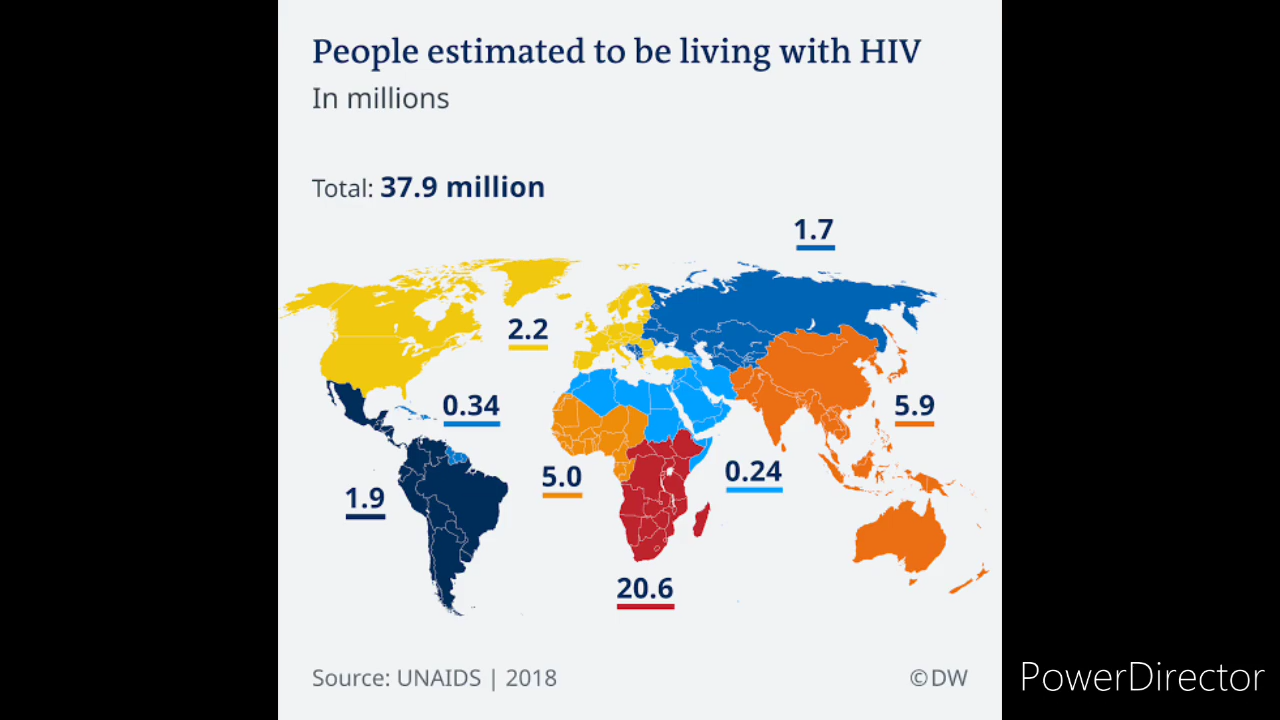 People estimated to be living with HIV
In millions
Total: 37.9 million
1.7
2.2
0.34
5.9
5.0
0.24
1.9
20.6
Source: UNAIDS | 2018
©DW
PowerDirector